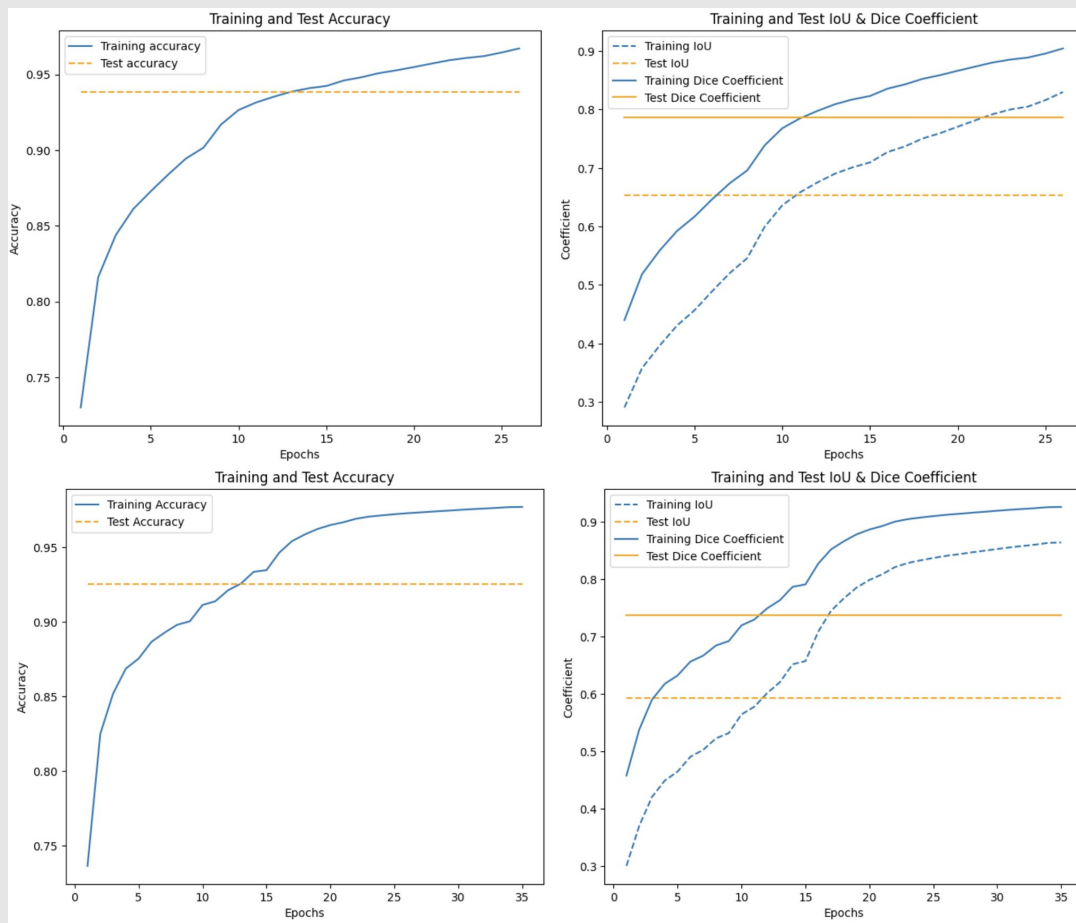 Training and Test Accuracy
Training accuracy
Test accuracy
0.95
0.90
0.85
0.80
0.75
Accuracy
0 5 10 15 20 25
Epochs
Training and Test IoU & Dice Coefficient
Training IoU
Test IoU
Training Dice Coefficient
Test Dice Coefficient
0.9
0.8
0.7
0.6
0.5
0.4
0.3
Coefficient
0 5 10 15 20 25
Epochs
Training and Test Accuracy
Training Accuracy
Test Accuracy
0.95
0.90
0.85
0.80
0.75
Accuracy
0 5 10 15 20 25 30 35
Epochs
Training and Test IoU & Dice Coefficient
Training IoU
Test IoU
Training Dice Coefficient
Test Dice Coefficient
0.9
0.8
0.7
0.6
0.5
0.4
0.3
Coefficient
0 5 10 15 20 25 30 35
Epochs